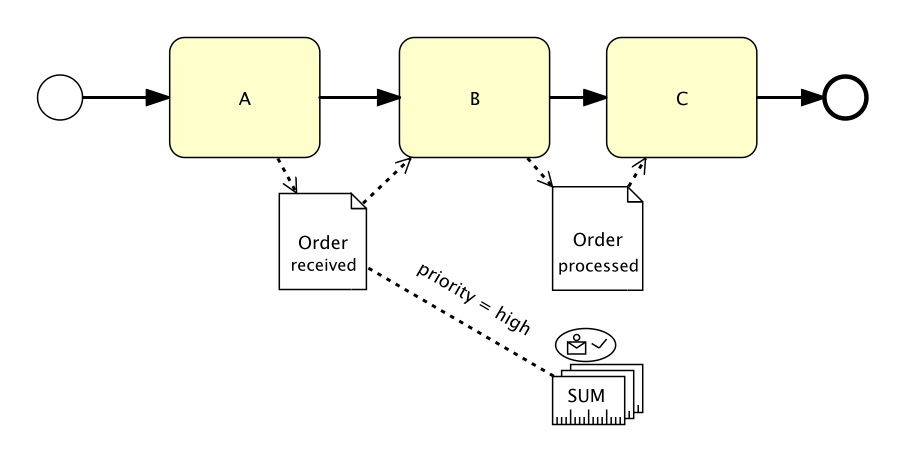 A
B
C
Order
received
Order
processed
priority = high
SUM